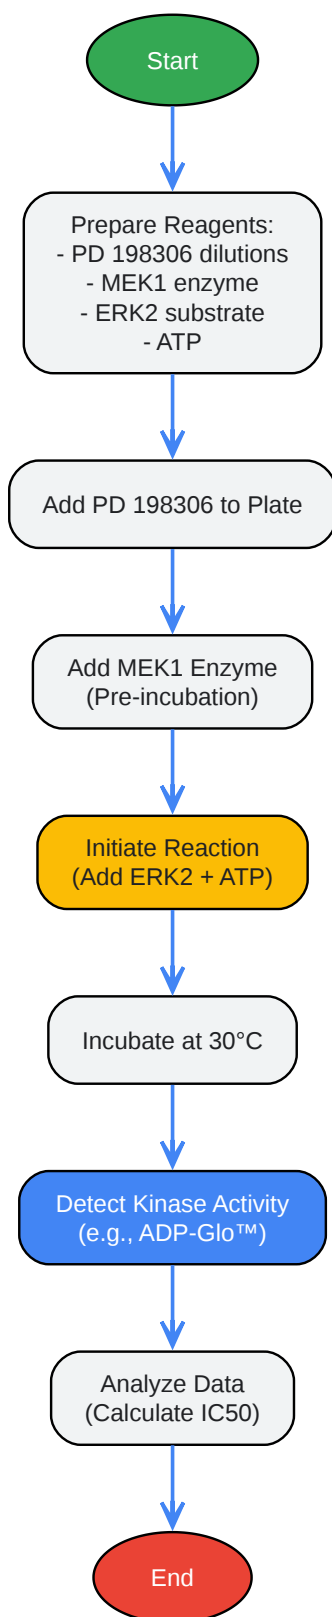 Start
Prepare Reagents:
- PD 198306 dilutions
- MEK1 enzyme
- ERK2 substrate
- ATP
Add PD 198306 to Plate
Add MEK1 Enzyme
(Pre-incubation)
Initiate Reaction
(Add ERK2 + ATP)
Incubate at 30°C
Detect Kinase Activity
(e.g., ADP-Glo™)
Analyze Data
(Calculate IC50)
End